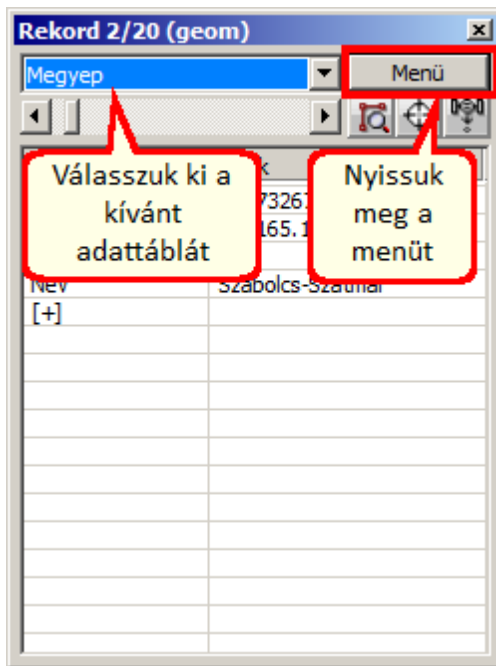 Rekord 2/20 (geom)
Megyep
Menü
Válasszuk ki a
kívánt
adattáblát
Nyissuk
meg a
menüt
Név Szabolcs-Szatmár
[+]